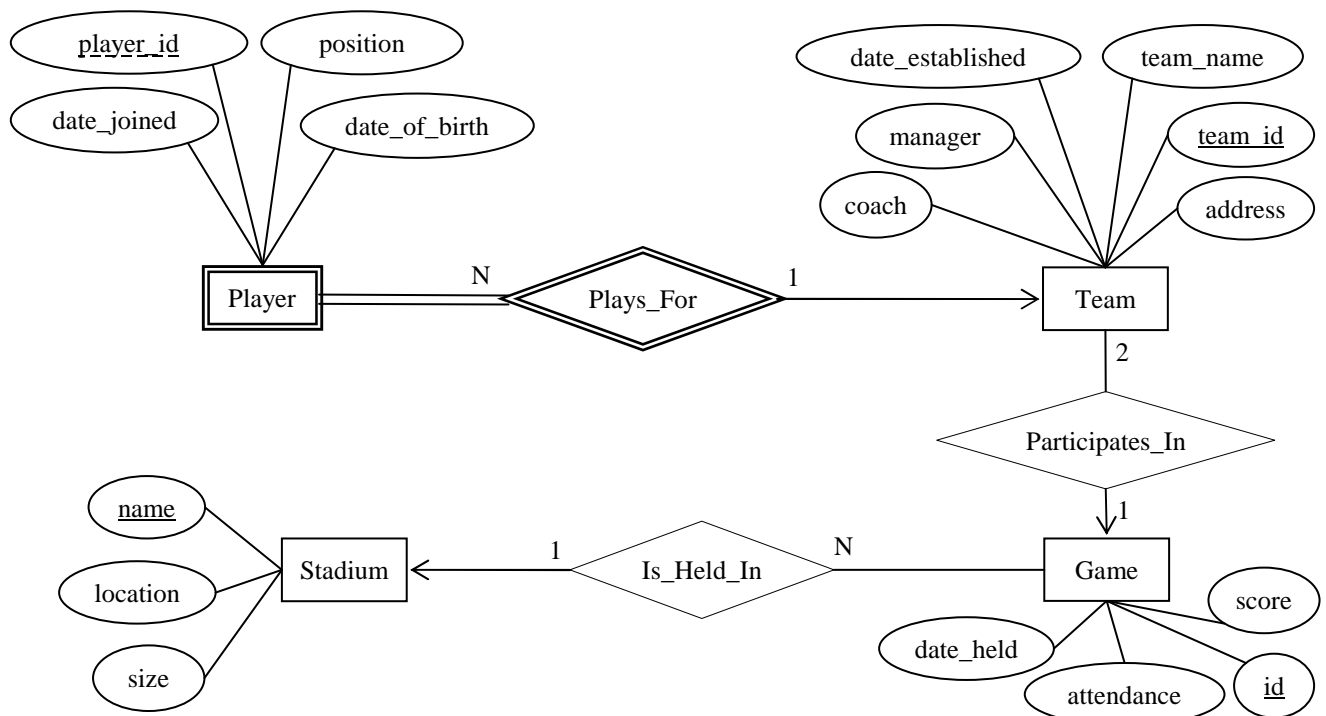 player_id
position
date_joined
date_of_birth
date_established
team_name
manager
team_id
coach
address
Player
N
Plays_For
1
Team
2
Participates_In
1
name
location
size
Stadium
1
Is_Held_In
N
Game
score
date_held
id
attendance